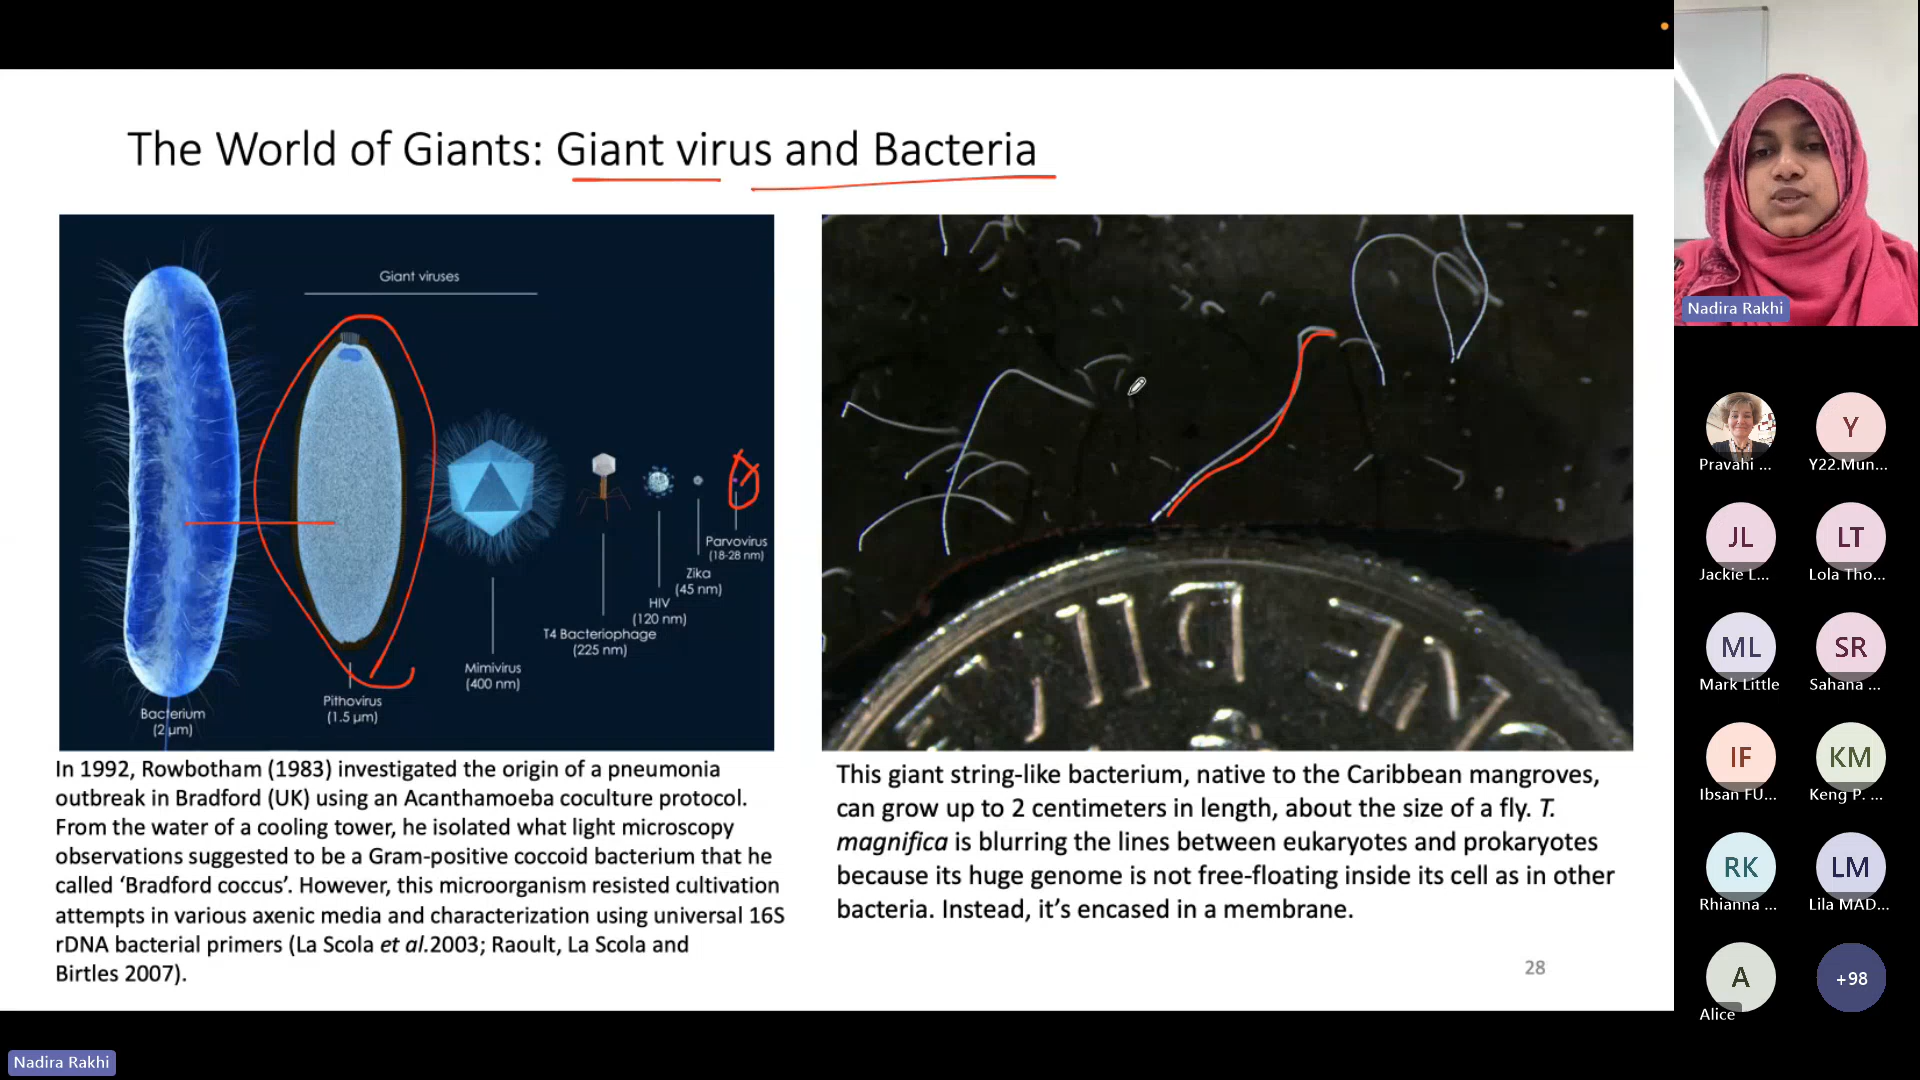 The World of Giants: Giant virus and Bacteria
Giant viruses
Bacterium
(2 µm)
Pithovirus
(1.5 µm)
Mimivirus
(400 nm)
T4 Bacteriophage
(225 nm)
HIV
(120 nm)
Zika
(45 nm)
Parvovirus
(18-28 nm)
In 1992, Rowbotham (1983) investigated the origin of a pneumonia
outbreak in Bradford (UK) using an Acanthamoeba coculture protocol.
From the water of a cooling tower, he isolated what light microscopy
observations suggested to be a Gram-positive coccoid bacterium that he
called ‘Bradford coccus’. However, this microorganism resisted cultivation
attempts in various axenic media and characterization using universal 16S
rDNA bacterial primers (La Scola et al.2003; Raoult, La Scola and
Birtles 2007).
This giant string-like bacterium, native to the Caribbean mangroves,
can grow up to 2 centimeters in length, about the size of a fly. T.
magnifica is blurring the lines between eukaryotes and prokaryotes
because its huge genome is not free-floating inside its cell as in other
bacteria. Instead, it’s encased in a membrane.
28
Nadira Rakhi
Pravahi ...
Y
Y22.Mun...
JL
Jackie L...
LT
Lola Tho...
ML
Mark Little
SR
Sahana ...
IF
Ibsan FU...
KM
Keng P. ...
RK
Rhianna ...
LM
Lila MAD...
A
Alice
+98
Nadira Rakhi